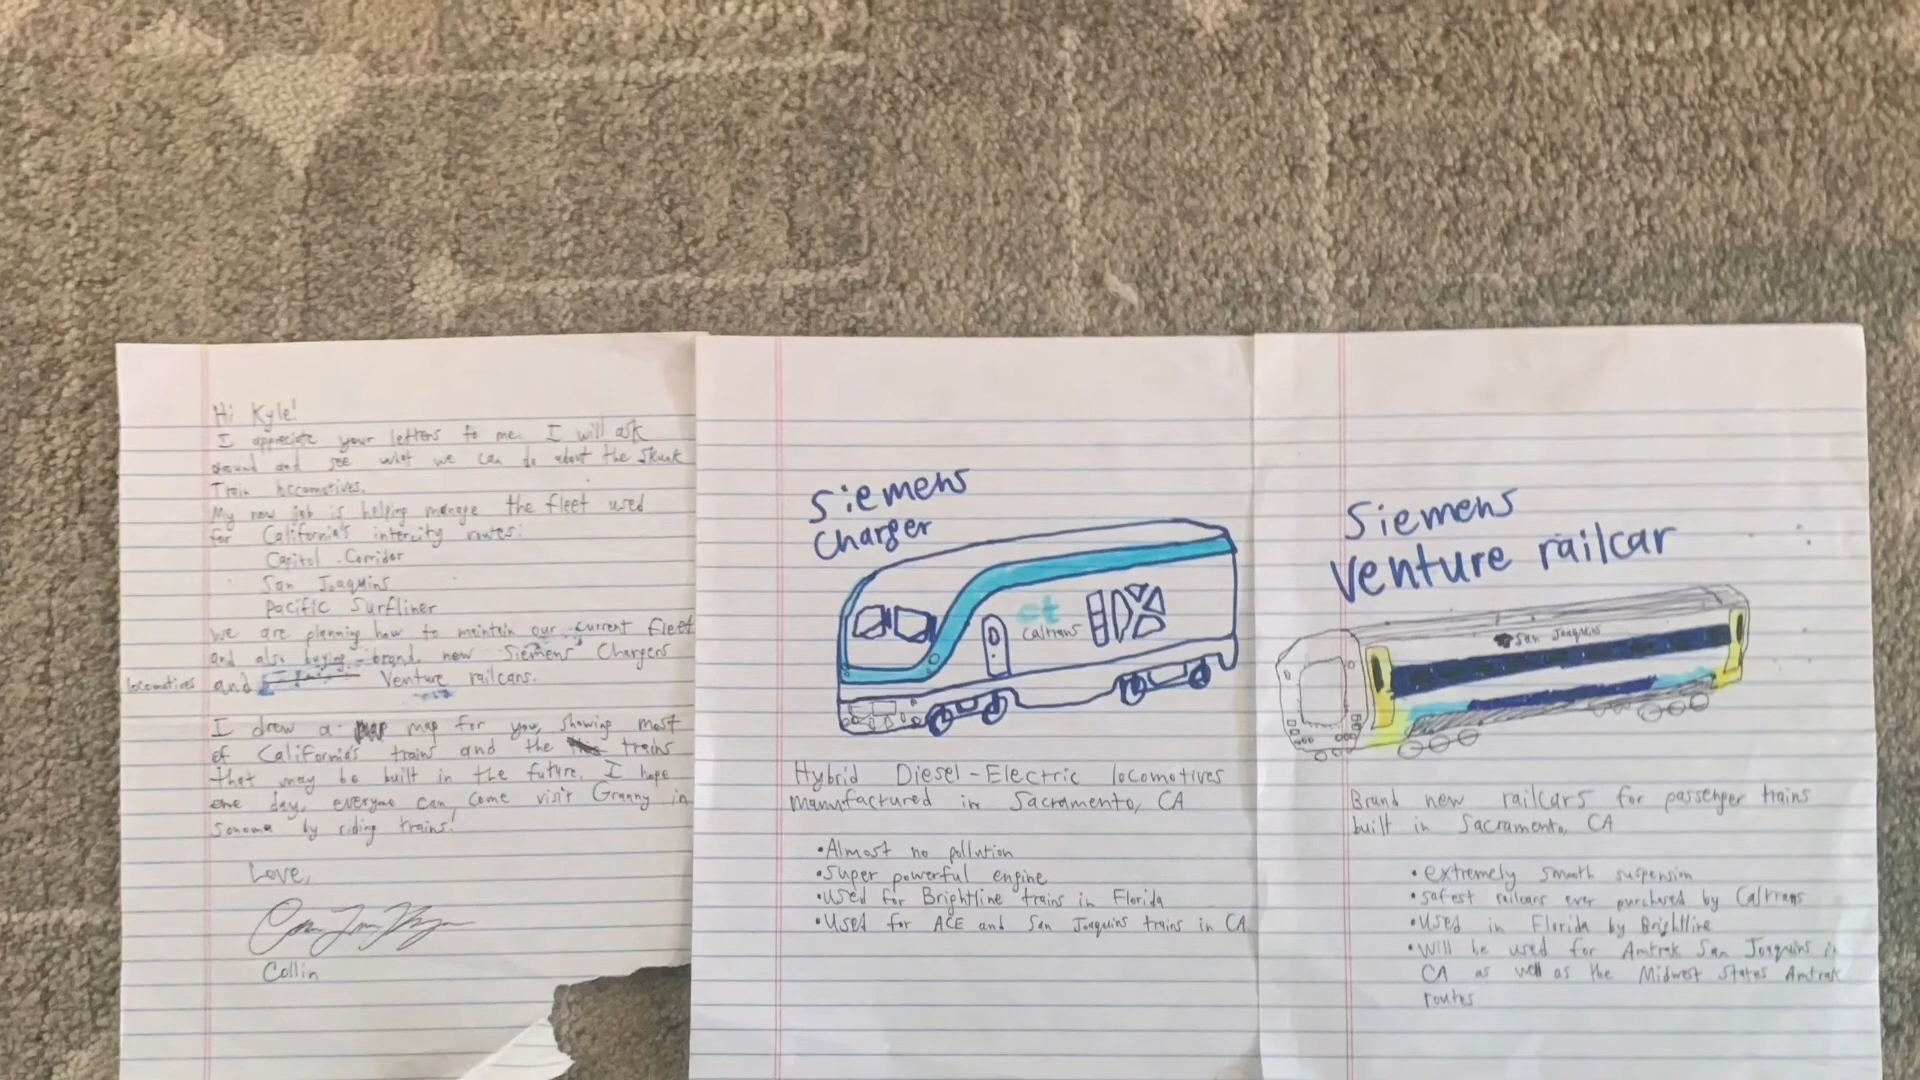 Hi Kyle!
I appreciate your letters to me. I will ask
around and see what we can do about the Skunk
Train locomotives.
My new job is helping manage the fleet used
for California's intercity routes:
Capitol Corridor
San Joaquins
Pacific Surfliner
We are planning how to maintain our current fleet
and also buying brand new Siemens Chargers
locomotives and Venture railcars.
I drew a map for you, showing most
of California's trains and the trains
that may be built in the future. I hope
one day, everyone can come visit Granny in
Sonoma by riding trains!
Love,
Collin
Siemens
Charger
ct
Caltrans
Hybrid Diesel-Electric locomotives
manufactured in Sacramento, CA
•Almost no pollution
•Super powerful engine
•Used for Brightline trains in Florida
•Used for ACE and San Joaquins trains in CA
Siemens
Venture railcar
San Joaquins
Brand new railcars for passenger trains
built in Sacramento, CA
•extremely smooth suspension
•safest railcars ever purchased by Caltrans
•Used in Florida by Brightline
•Will be used for Amtrak San Joaquins in
CA as well as the Midwest States Amtrak
routes